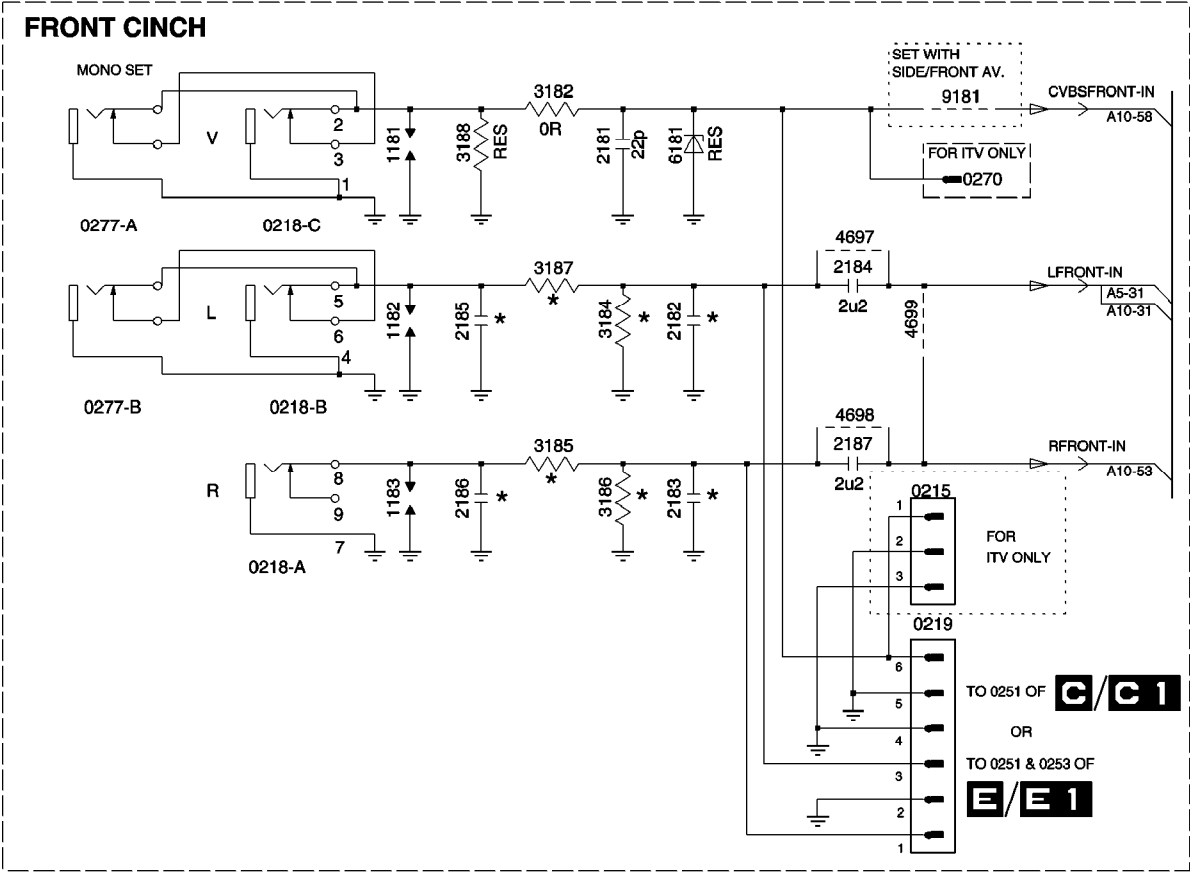 FRONT CINCH
MONO SET
V
0277-A
0218-C
2
3
1
1181
3188
RES
3182
0R
2181
22p
6181
RES
SET WITH
SIDE/FRONT AV.
9181
CVBSFRONT-IN
A10-58
FOR ITV ONLY
0270
L
0277-B
0218-B
5
6
4
1182
2185
*
3187
*
3184
*
2182
*
4697
2184
2u2
4699
LFRONT-IN
A5-31
A10-31
R
0218-A
8
9
7
1183
2186
*
3185
*
3186
*
2183
*
4698
2187
2u2
RFRONT-IN
A10-53
0215
1
2
3
FOR
ITV ONLY
0219
6
5
4
3
2
1
TO 0251 OF C/C1
OR
TO 0251 & 0253 OF
E/E1